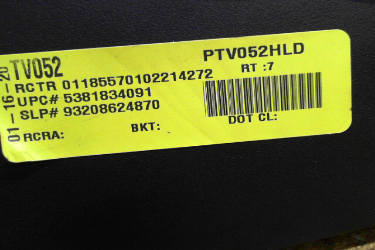 TV052
PTV052HLD
RCTR 01185570102214272
RT :7
UPC# 5381834091
SLP# 93208624870
RCRA:
BKT:
DOT CL:
01 - 16 - 20